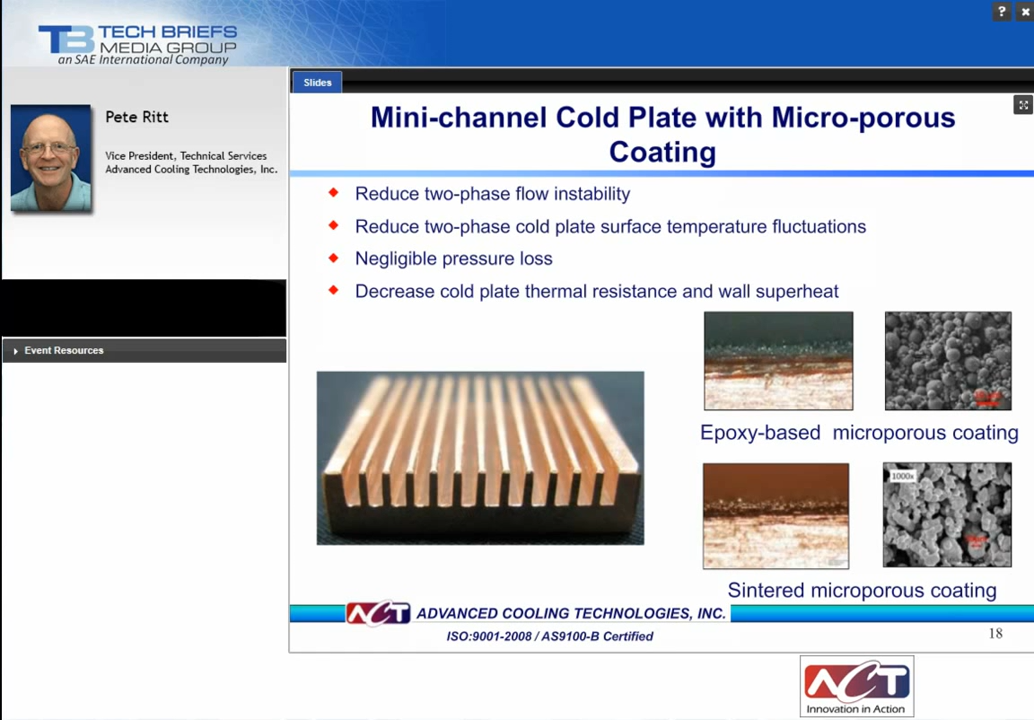 TB TECH BRIEFS
MEDIA GROUP
an SAE International Company
? ×
Pete Ritt
Vice President, Technical Services
Advanced Cooling Technologies, Inc.
Event Resources
Slides
Mini-channel Cold Plate with Micro-porous
Coating
Reduce two-phase flow instability
Reduce two-phase cold plate surface temperature fluctuations
Negligible pressure loss
Decrease cold plate thermal resistance and wall superheat
Epoxy-based microporous coating
1000x
Sintered microporous coating
ACT ADVANCED COOLING TECHNOLOGIES, INC.
ISO:9001-2008 / AS9100-B Certified
18
ACT
Innovation in Action